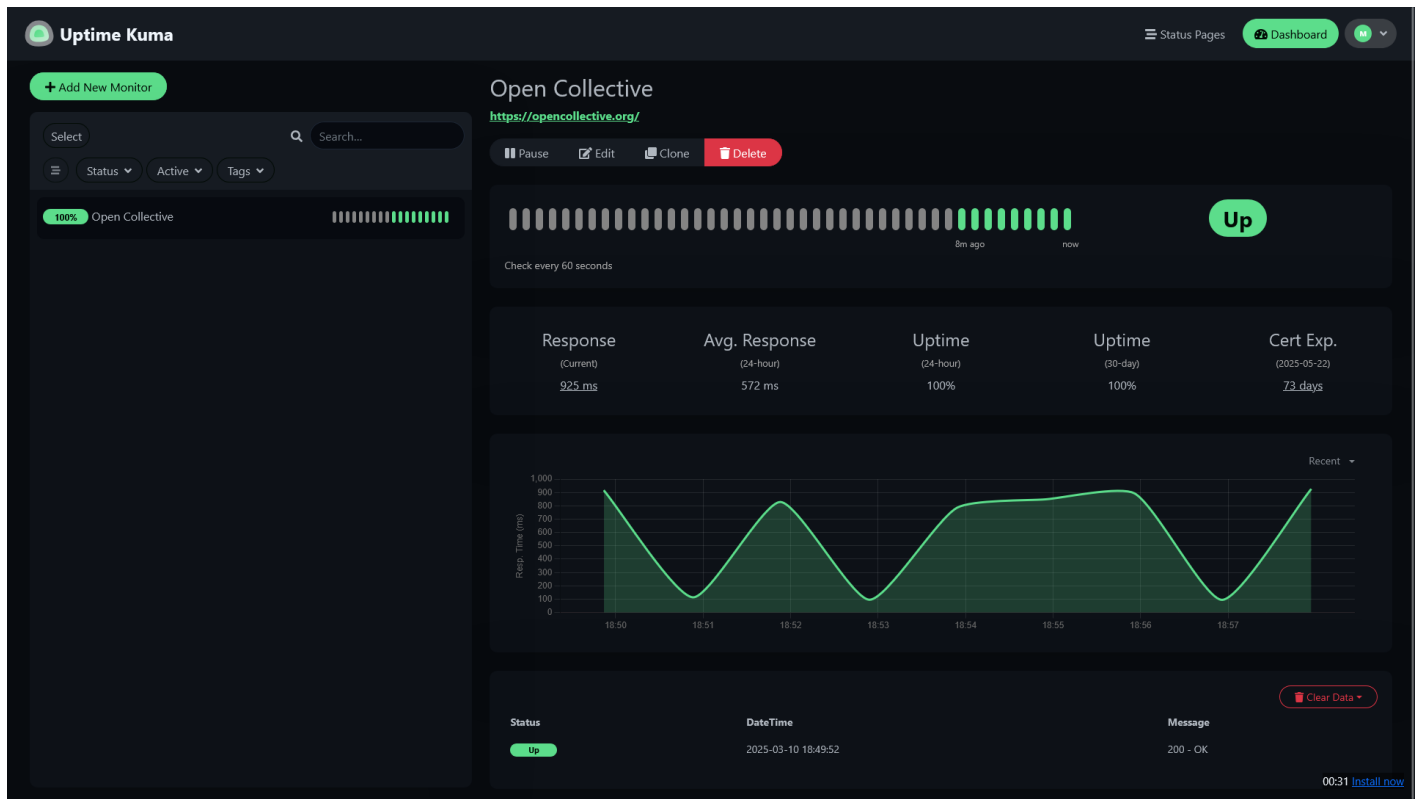 Uptime Kuma
Status Pages
Dashboard
M
Add New Monitor
Select
Search...
Status
Active
Tags
100% Open Collective
Open Collective
https://opencollective.org/
Pause
Edit
Clone
Delete
8m ago
now
Up
Check every 60 seconds
Response
(Current)
925 ms
Avg. Response
(24-hour)
572 ms
Uptime
(24-hour)
100%
Uptime
(30-day)
100%
Cert Exp.
(2025-05-22)
73 days
Recent
Resp. Time (ms)
1,000
900
800
700
600
500
400
300
200
100
0
18:50 18:51 18:52 18:53 18:54 18:55 18:56 18:57
Clear Data
Status DateTime Message
Up 2025-03-10 18:49:52 200 - OK
00:31 Install now